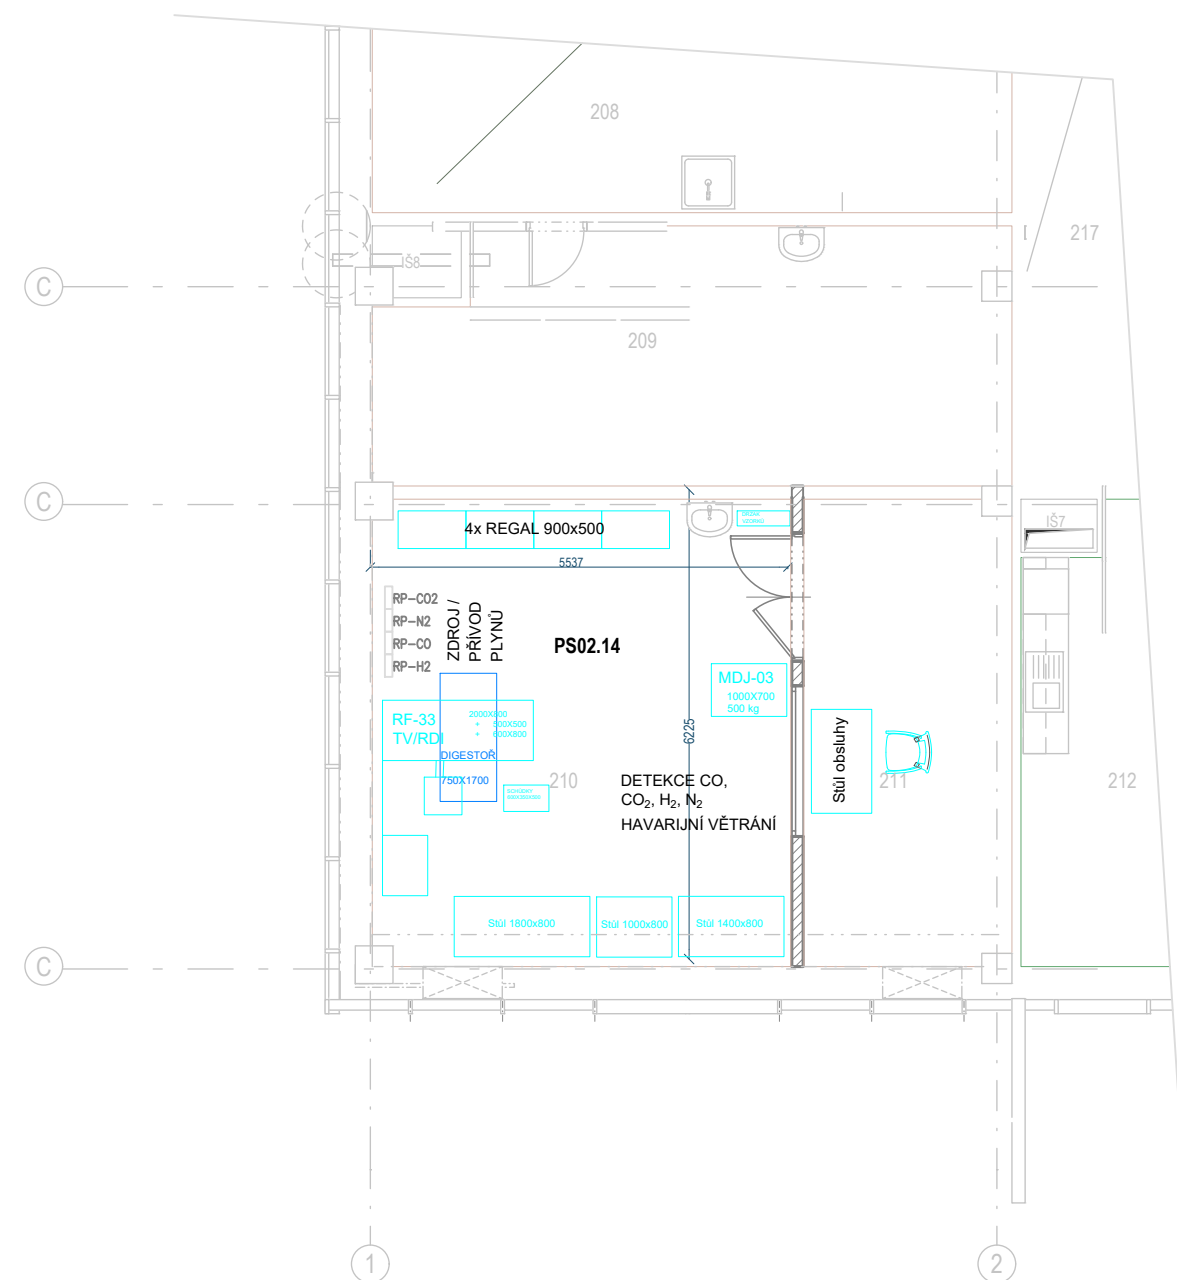 208
217
IŠ8
C
209
C
IŠ7
4x REGAL 900x500
5537
RP-CO2
RP-N2
RP-CO
RP-H2
ZDROJ /
PŘÍVOD
PLYNŮ
PS02.14
MDJ-03
1000X700
500 kg
6225
RF-33
TV/RDI
2000X800
+ 500X500
+ 600X800
DIGESTOŘ
750X1700
210
DETEKCE CO,
CO₂, H₂, N₂
HAVARIJNÍ VĚTRÁNÍ
Stůl obsluhy
211
212
Stůl 1800x800
Stůl 1000x800
Stůl 1400x800
C
1
2